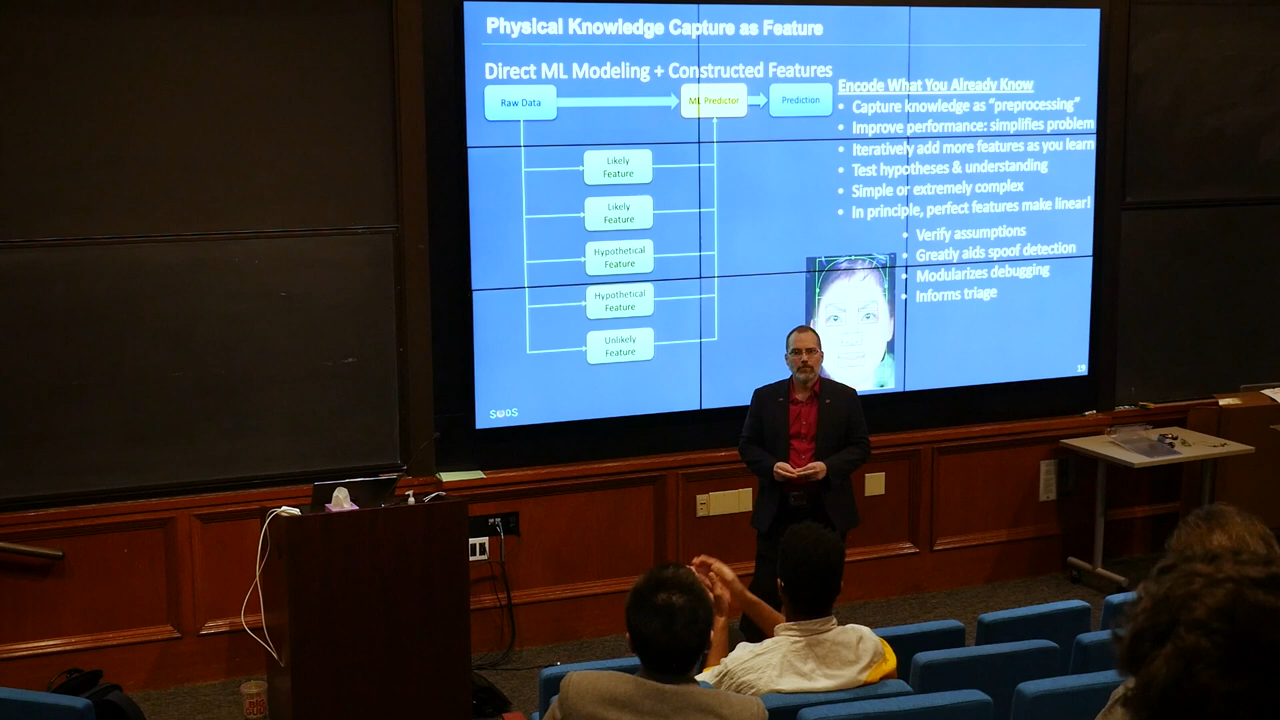 Physical Knowledge Capture as Feature
Direct ML Modeling + Constructed Features
Raw Data
ML Predictor
Prediction
Likely
Feature
Likely
Feature
Hypothetical
Feature
Hypothetical
Feature
Unlikely
Feature
Encode What You Already Know
• Capture knowledge as “preprocessing”
• Improve performance: simplifies problem
• Iteratively add more features as you learn
• Test hypotheses & understanding
• Simple or extremely complex
• In principle, perfect features make linear!
• Verify assumptions
• Greatly aids spoof detection
• Modularizes debugging
• Informs triage
19
BIG